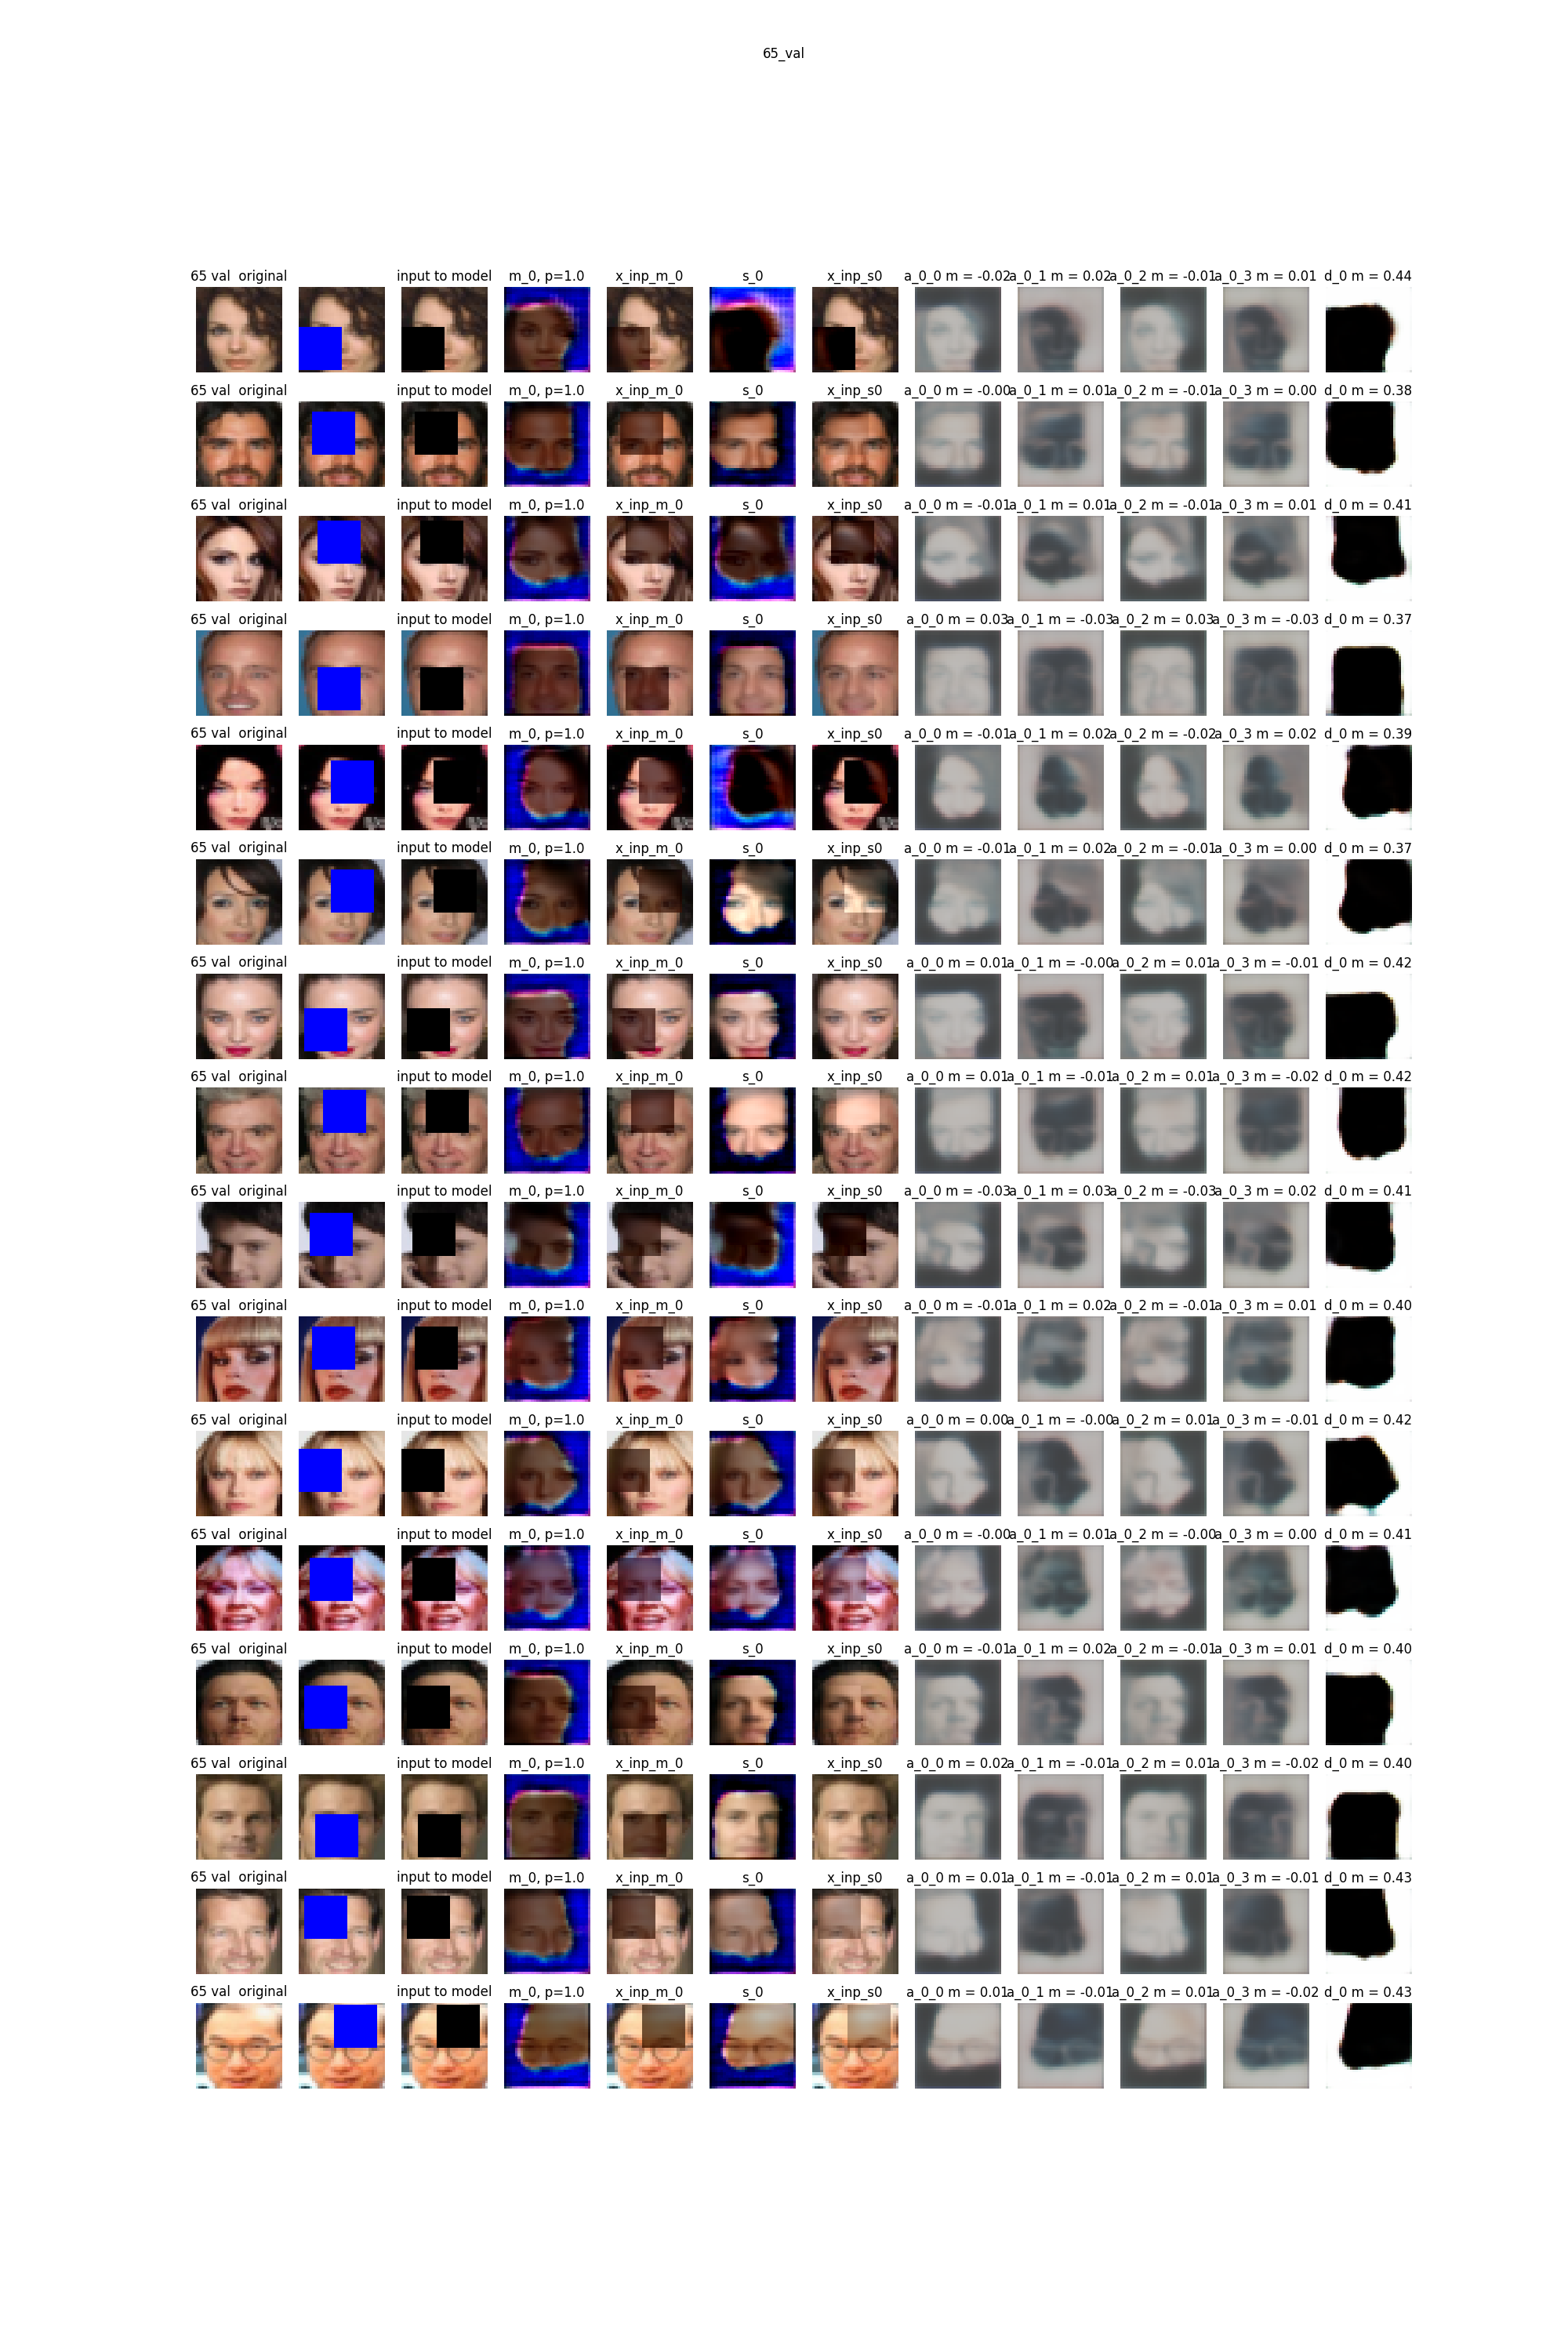 65_val
65 val  original input to model m_0, p=1.0 x_inp_m_0 s_0 x_inp_s0 a_0_0 m = -0.02 a_0_1 m = 0.02 a_0_2 m = -0.01 a_0_3 m = 0.01 d_0 m = 0.44
65 val  original input to model m_0, p=1.0 x_inp_m_0 s_0 x_inp_s0 a_0_0 m = -0.00 a_0_1 m = 0.01 a_0_2 m = -0.01 a_0_3 m = 0.00 d_0 m = 0.38
65 val  original input to model m_0, p=1.0 x_inp_m_0 s_0 x_inp_s0 a_0_0 m = -0.01 a_0_1 m = 0.01 a_0_2 m = -0.01 a_0_3 m = 0.01 d_0 m = 0.41
65 val  original input to model m_0, p=1.0 x_inp_m_0 s_0 x_inp_s0 a_0_0 m = 0.03 a_0_1 m = -0.03 a_0_2 m = 0.03 a_0_3 m = -0.03 d_0 m = 0.37
65 val  original input to model m_0, p=1.0 x_inp_m_0 s_0 x_inp_s0 a_0_0 m = -0.01 a_0_1 m = 0.02 a_0_2 m = -0.02 a_0_3 m = 0.02 d_0 m = 0.39
65 val  original input to model m_0, p=1.0 x_inp_m_0 s_0 x_inp_s0 a_0_0 m = -0.01 a_0_1 m = 0.02 a_0_2 m = -0.01 a_0_3 m = 0.00 d_0 m = 0.37
65 val  original input to model m_0, p=1.0 x_inp_m_0 s_0 x_inp_s0 a_0_0 m = 0.01 a_0_1 m = -0.00 a_0_2 m = 0.01 a_0_3 m = -0.01 d_0 m = 0.42
65 val  original input to model m_0, p=1.0 x_inp_m_0 s_0 x_inp_s0 a_0_0 m = 0.01 a_0_1 m = -0.01 a_0_2 m = 0.01 a_0_3 m = -0.02 d_0 m = 0.42
65 val  original input to model m_0, p=1.0 x_inp_m_0 s_0 x_inp_s0 a_0_0 m = -0.03 a_0_1 m = 0.03 a_0_2 m = -0.03 a_0_3 m = 0.02 d_0 m = 0.41
65 val  original input to model m_0, p=1.0 x_inp_m_0 s_0 x_inp_s0 a_0_0 m = -0.01 a_0_1 m = 0.02 a_0_2 m = -0.01 a_0_3 m = 0.01 d_0 m = 0.40
65 val  original input to model m_0, p=1.0 x_inp_m_0 s_0 x_inp_s0 a_0_0 m = 0.00 a_0_1 m = -0.00 a_0_2 m = 0.01 a_0_3 m = -0.01 d_0 m = 0.42
65 val  original input to model m_0, p=1.0 x_inp_m_0 s_0 x_inp_s0 a_0_0 m = -0.00 a_0_1 m = 0.01 a_0_2 m = -0.00 a_0_3 m = 0.00 d_0 m = 0.41
65 val  original input to model m_0, p=1.0 x_inp_m_0 s_0 x_inp_s0 a_0_0 m = -0.01 a_0_1 m = 0.02 a_0_2 m = -0.01 a_0_3 m = 0.01 d_0 m = 0.40
65 val  original input to model m_0, p=1.0 x_inp_m_0 s_0 x_inp_s0 a_0_0 m = 0.02 a_0_1 m = -0.01 a_0_2 m = 0.01 a_0_3 m = -0.02 d_0 m = 0.40
65 val  original input to model m_0, p=1.0 x_inp_m_0 s_0 x_inp_s0 a_0_0 m = 0.01 a_0_1 m = -0.01 a_0_2 m = 0.01 a_0_3 m = -0.01 d_0 m = 0.43
65 val  original input to model m_0, p=1.0 x_inp_m_0 s_0 x_inp_s0 a_0_0 m = 0.01 a_0_1 m = -0.01 a_0_2 m = 0.01 a_0_3 m = -0.02 d_0 m = 0.43